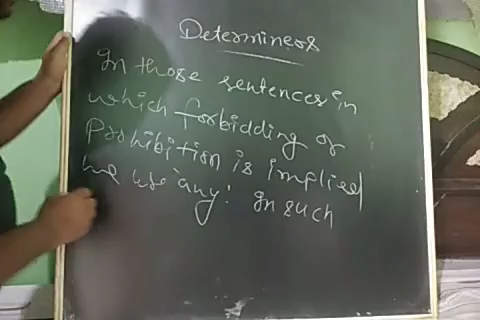 Determiners
In those sentences in
which forbidding or
Prohibition is implied
we use 'any'. In such